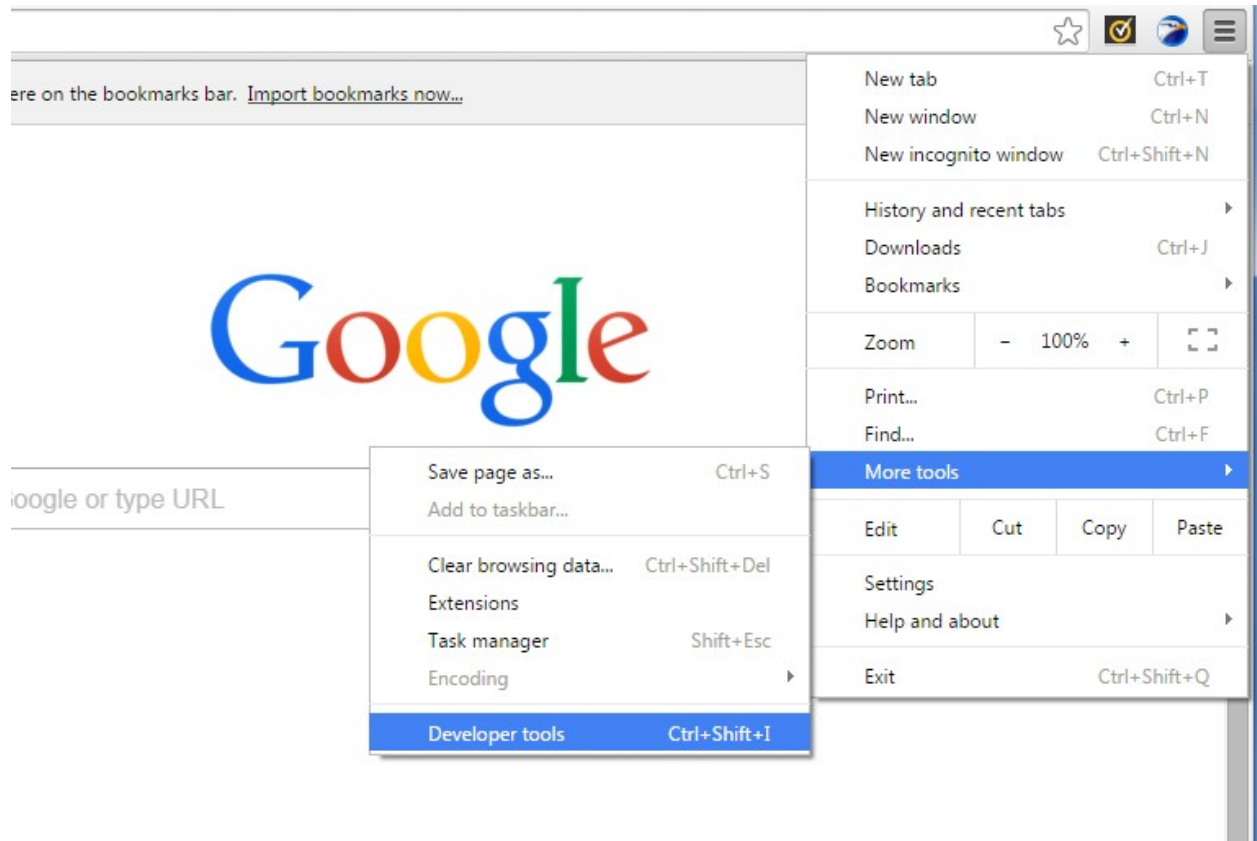 ere on the bookmarks bar. Import bookmarks now...
New tab Ctrl+T
New window Ctrl+N
New incognito window Ctrl+Shift+N
History and recent tabs
Downloads Ctrl+J
Bookmarks
Zoom - 100% +
Print... Ctrl+P
Find... Ctrl+F
More tools
Edit Cut Copy Paste
Settings
Help and about
Exit Ctrl+Shift+Q
Google
oogle or type URL
Save page as... Ctrl+S
Add to taskbar...
Clear browsing data... Ctrl+Shift+Del
Extensions
Task manager Shift+Esc
Encoding
Developer tools Ctrl+Shift+I